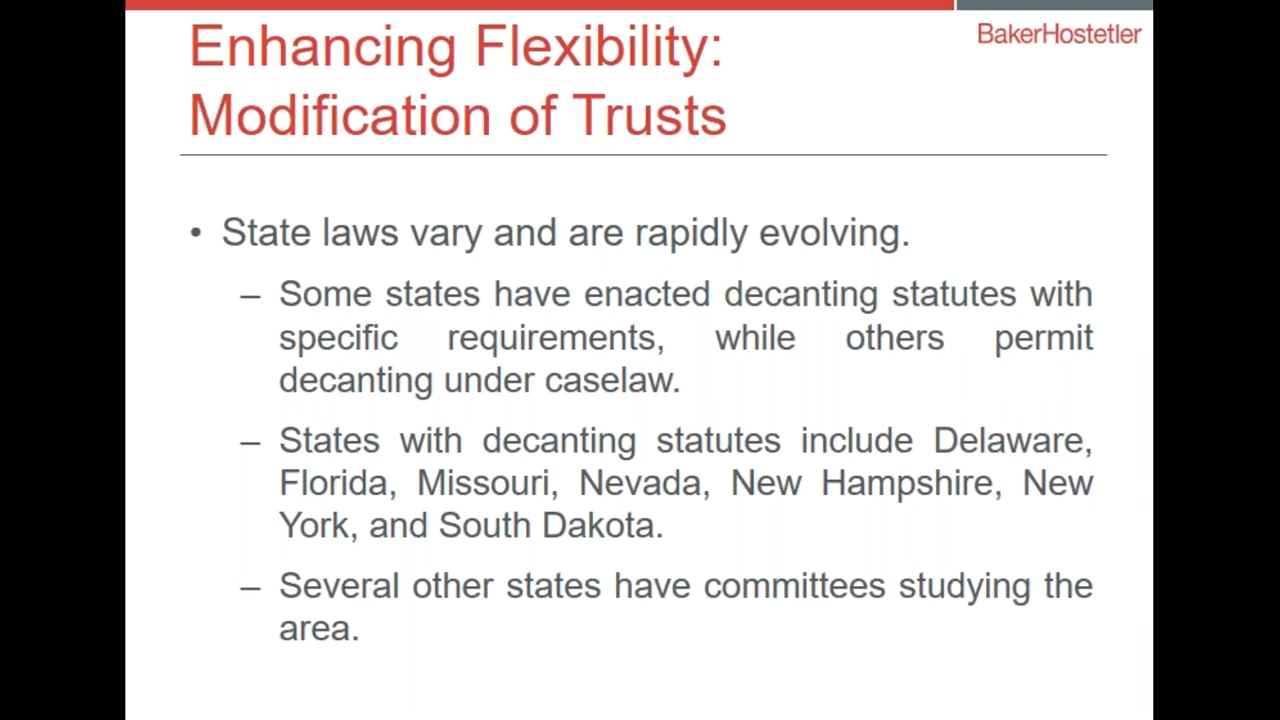 BakerHostetler
Enhancing Flexibility:
Modification of Trusts
• State laws vary and are rapidly evolving.
– Some states have enacted decanting statutes with
specific requirements, while others permit
decanting under caselaw.
– States with decanting statutes include Delaware,
Florida, Missouri, Nevada, New Hampshire, New
York, and South Dakota.
– Several other states have committees studying the
area.